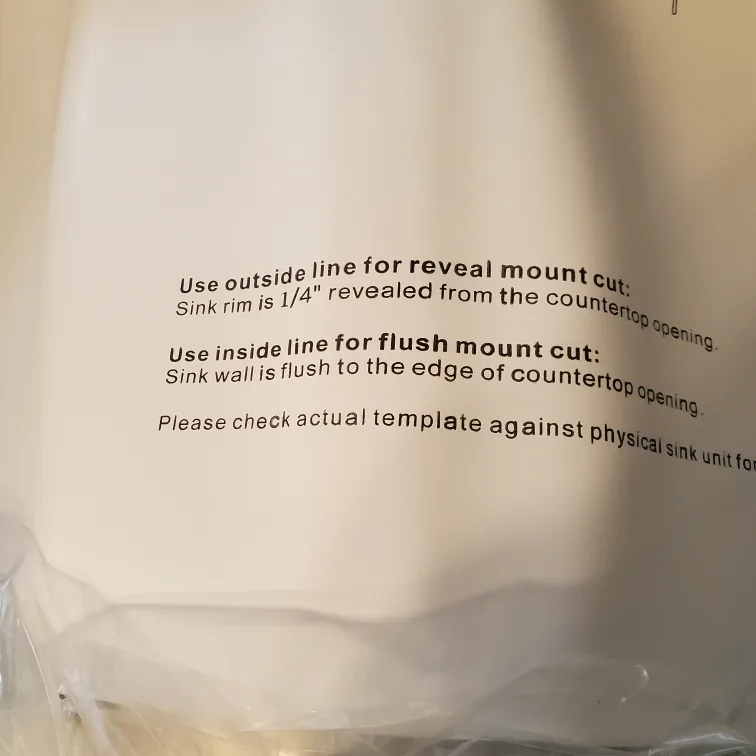 Use outside line for reveal mount cut:
Sink rim is 1/4" revealed from the countertop opening.
Use inside line for flush mount cut:
Sink wall is flush to the edge of countertop opening.
Please check actual template against physical sink unit for